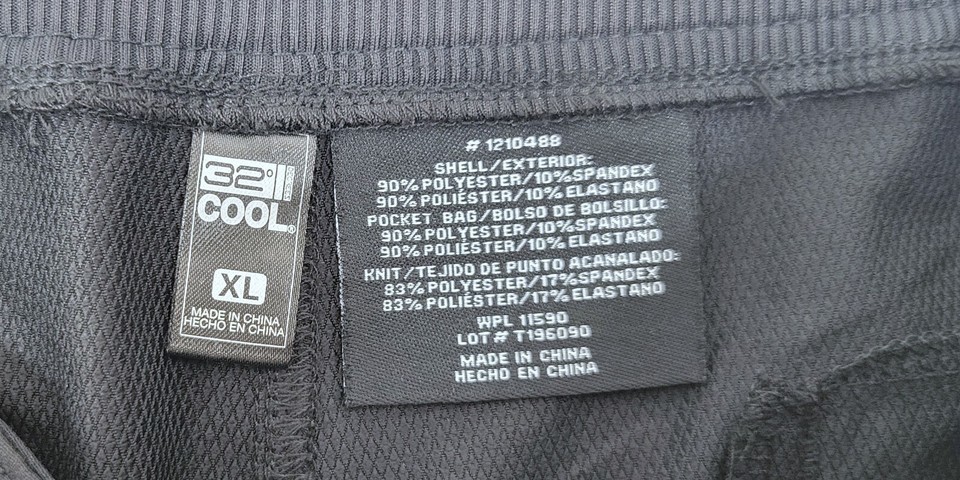 32°
COOL®
XL
MADE IN CHINA
HECHO EN CHINA
# 1210488
SHELL/EXTERIOR:
90% POLYESTER/10%SPANDEX
90% POLIÉSTER/10% ELASTANO
POCKET BAG/BOLSO DE BOLSILLO:
90% POLYESTER/10%SPANDEX
90% POLIÉSTER/10% ELASTANO
KNIT/TEJIDO DE PUNTO ACANALADO:
83% POLYESTER/17%SPANDEX
83% POLIÉSTER/17% ELASTANO
WPL 11590
LOT# T196090
MADE IN CHINA
HECHO EN CHINA